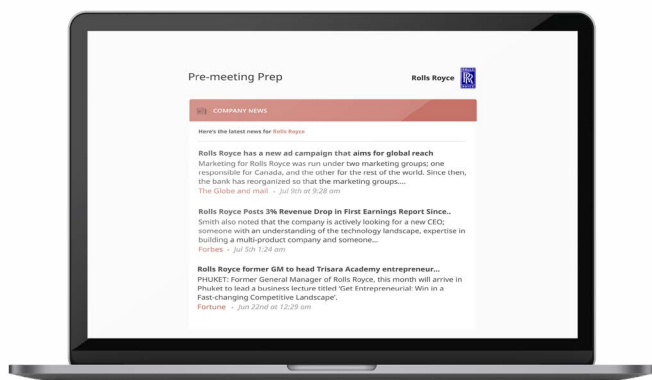 Pre-meeting Prep
Rolls Royce
COMPANY NEWS
Here's the latest news for Rolls Royce
Rolls Royce has a new ad campaign that aims for global reach
Marketing for Rolls Royce was run under two marketing groups; one
responsible for Canada, and the other for the rest of the world. Since then,
the bank has reorganized so that the marketing groups....
The Globe and mail - Jul 9th at 9:28 am
Rolls Royce Posts 3% Revenue Drop in First Earnings Report Since..
Smith also noted that the company is actively looking for a new CEO;
someone with an understanding of the technology landscape, expertise in
building a multi-product company and someone...
Forbes - Jul 5th 1:24 am
Rolls Royce former GM to head Trisara Academy entrepreneur...
PHUKET: Former General Manager of Rolls Royce, this month will arrive in
Phuket to lead a business lecture titled 'Get Entrepreneurial: Win in a
Fast-changing Competitive Landscape'.
Fortune - Jun 22nd at 12:29 am